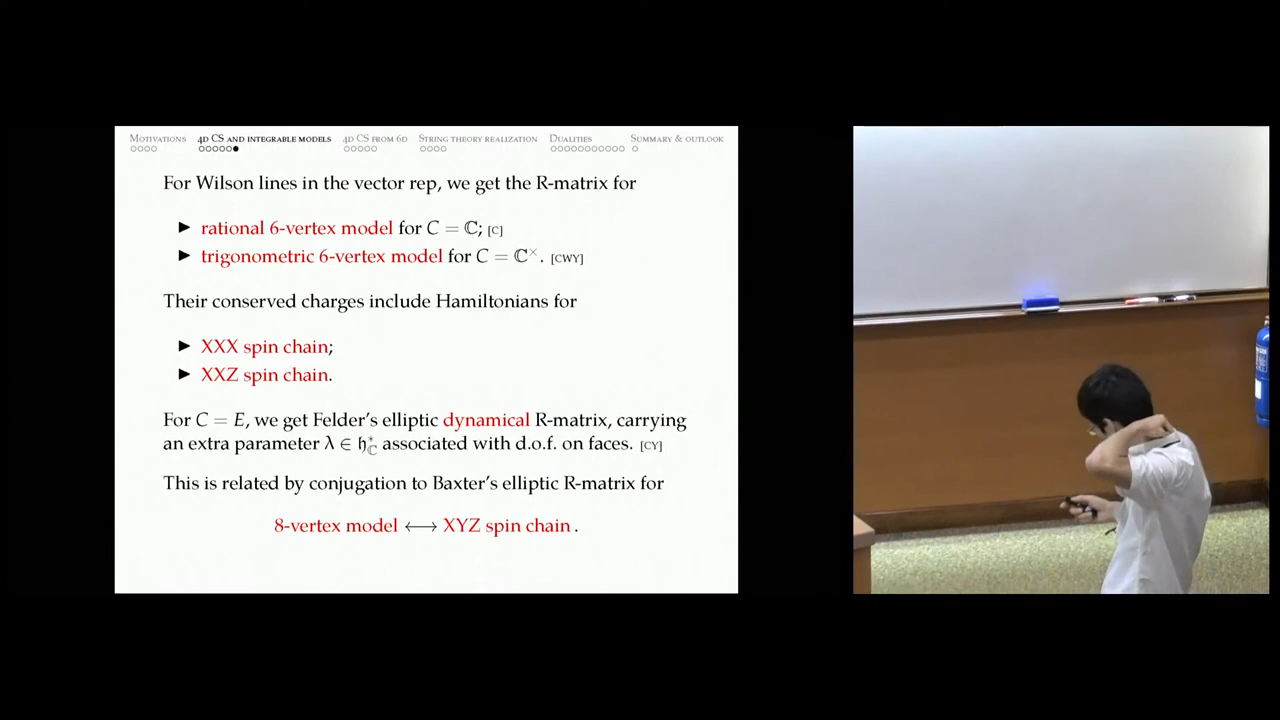 MOTIVATIONS 4D CS AND INTEGRABLE MODELS 4D CS FROM 6D STRING THEORY REALIZATION DUALITIES SUMMARY & OUTLOOK
For Wilson lines in the vector rep, we get the R-matrix for
▶ rational 6-vertex model for C = ℂ; [C]
▶ trigonometric 6-vertex model for C = ℂ×. [CWY]
Their conserved charges include Hamiltonians for
▶ XXX spin chain;
▶ XXZ spin chain.
For C = E, we get Felder's elliptic dynamical R-matrix, carrying
an extra parameter λ ∈ 𝔥*ℂ associated with d.o.f. on faces. [CY]
This is related by conjugation to Baxter's elliptic R-matrix for
8-vertex model ⟷ XYZ spin chain .